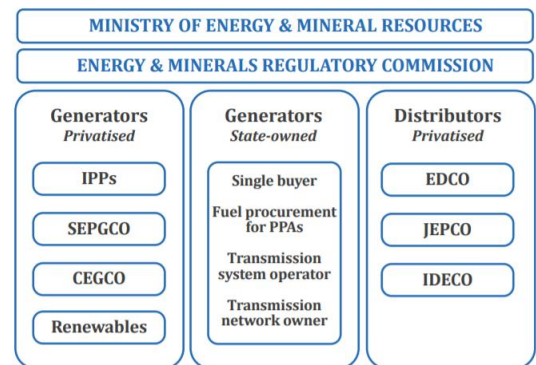 MINISTRY OF ENERGY & MINERAL RESOURCES
ENERGY & MINERALS REGULATORY COMMISSION
Generators
Privatised
IPPs
SEPGCO
CEGCO
Renewables
Generators
State-owned
Single buyer
Fuel procurement
for PPAs
Transmission
system operator
Transmission
network owner
Distributors
Privatised
EDCO
JEPCO
IDECO